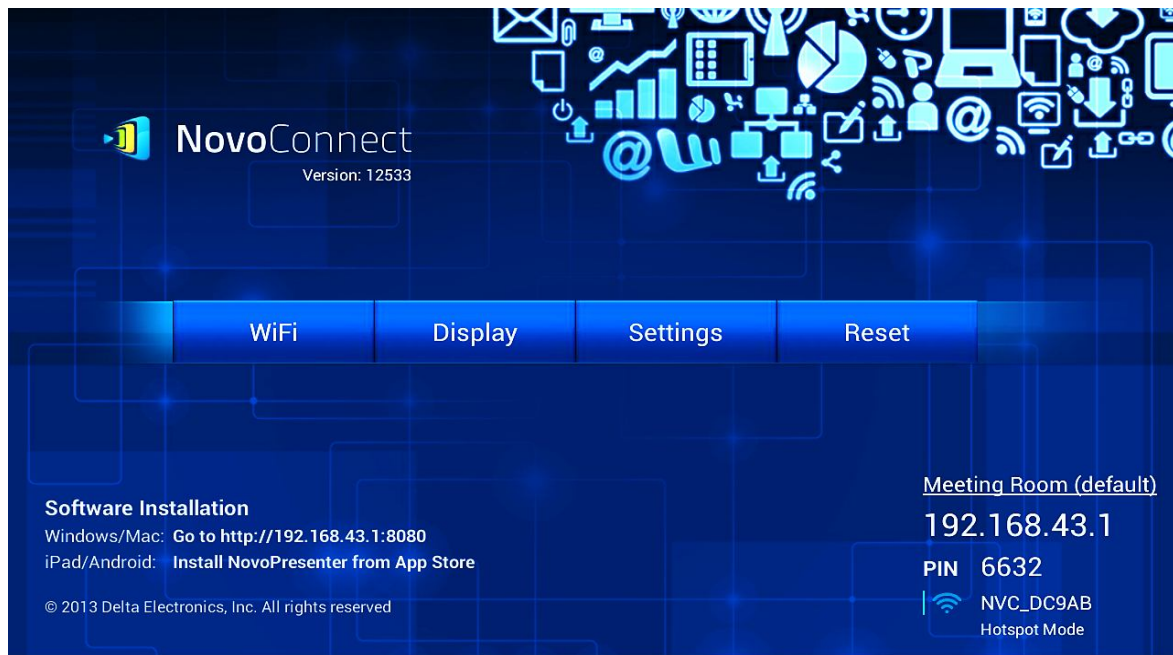 NovoConnect
Version: 12533
WiFi Display Settings Reset
Software Installation
Windows/Mac: Go to http://192.168.43.1:8080
iPad/Android: Install NovoPresenter from App Store
© 2013 Delta Electronics, Inc. All rights reserved
Meeting Room (default)
192.168.43.1
PIN 6632
NVC_DC9AB
Hotspot Mode